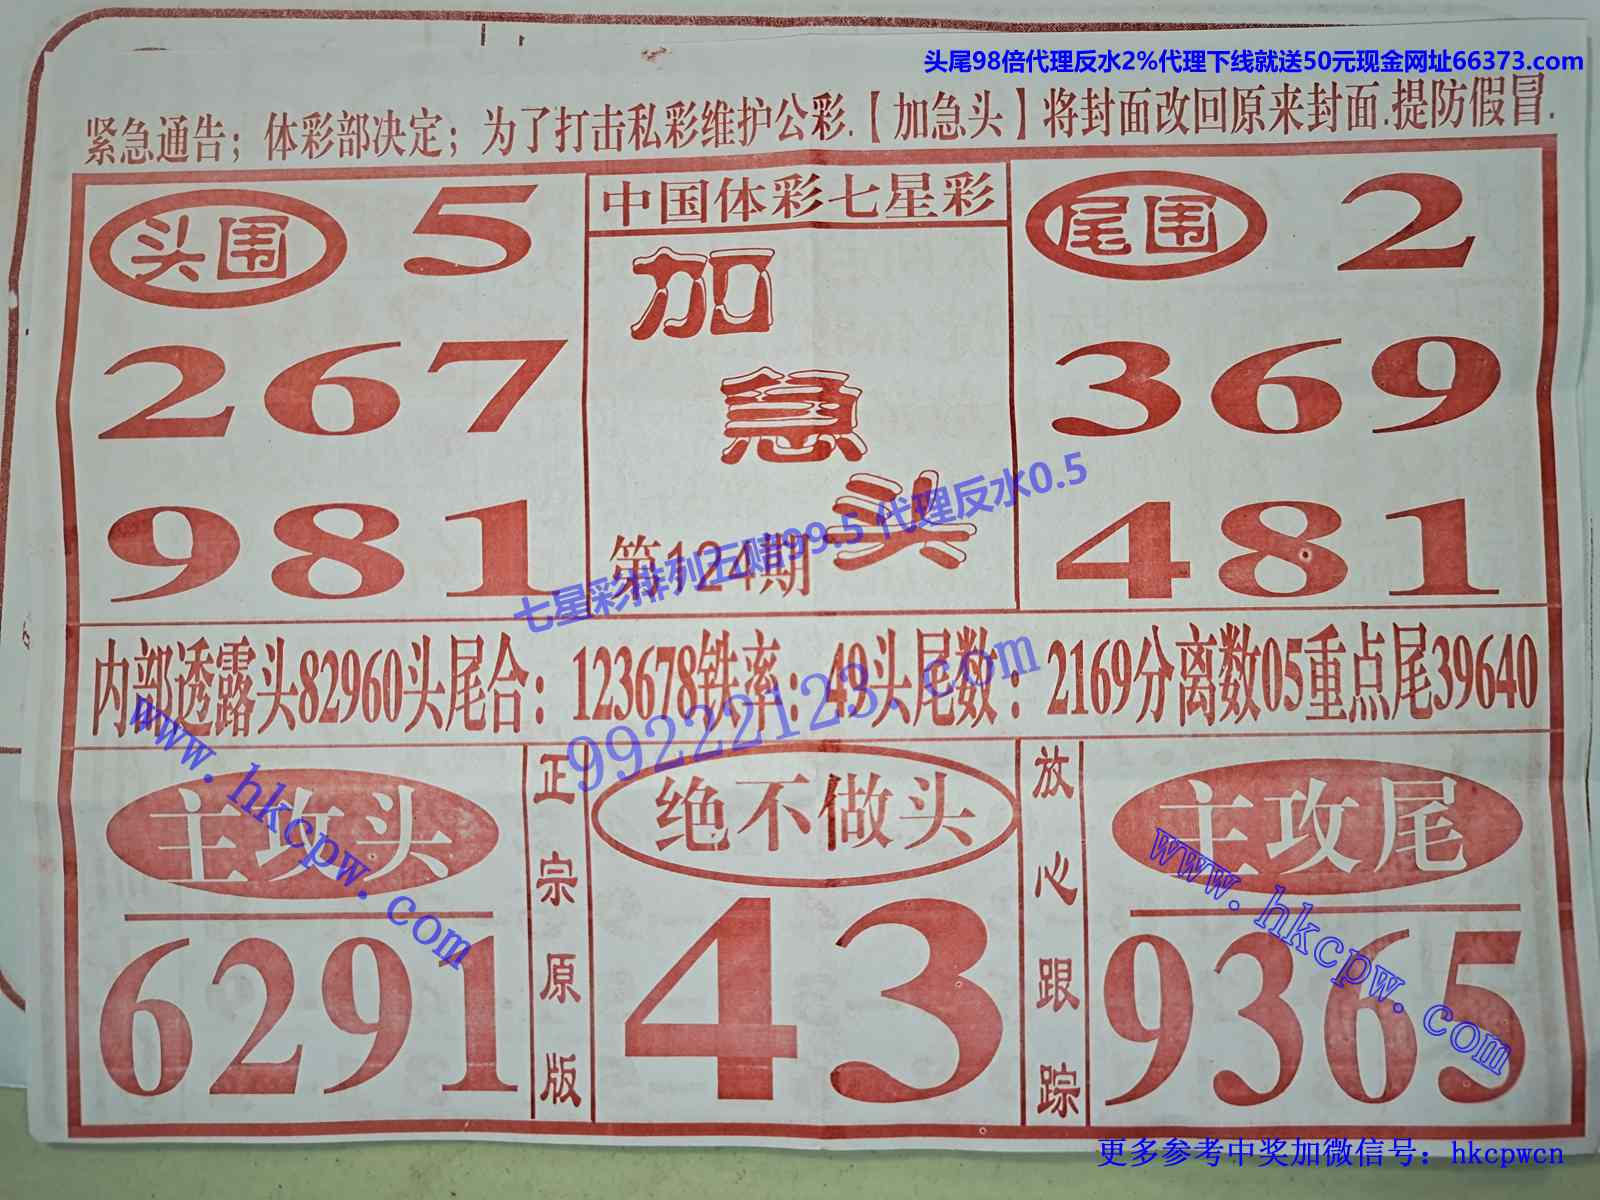 头尾98倍代理反水2%代理下线就送50元现金网址66373.com
紧急通告；体彩部决定；为了打击私彩维护公彩.【加急头】将封面改回原来封面.提防假冒.
头围 5
267
981
中国体彩七星彩
加
急
头
第124期
尾围 2
369
481
七星彩排列五赔99.5 代理反水0.5
内部透露头82960头尾合：123678铁率：43头尾数：2169分离数05重点尾39640
99222123.com
www.hkcpw.com
主攻头
6291
正宗原版
绝不做头
43
放心跟踪
主攻尾
9365
www.hkcpw.com
更多参考中奖加微信号：hkcpwcn